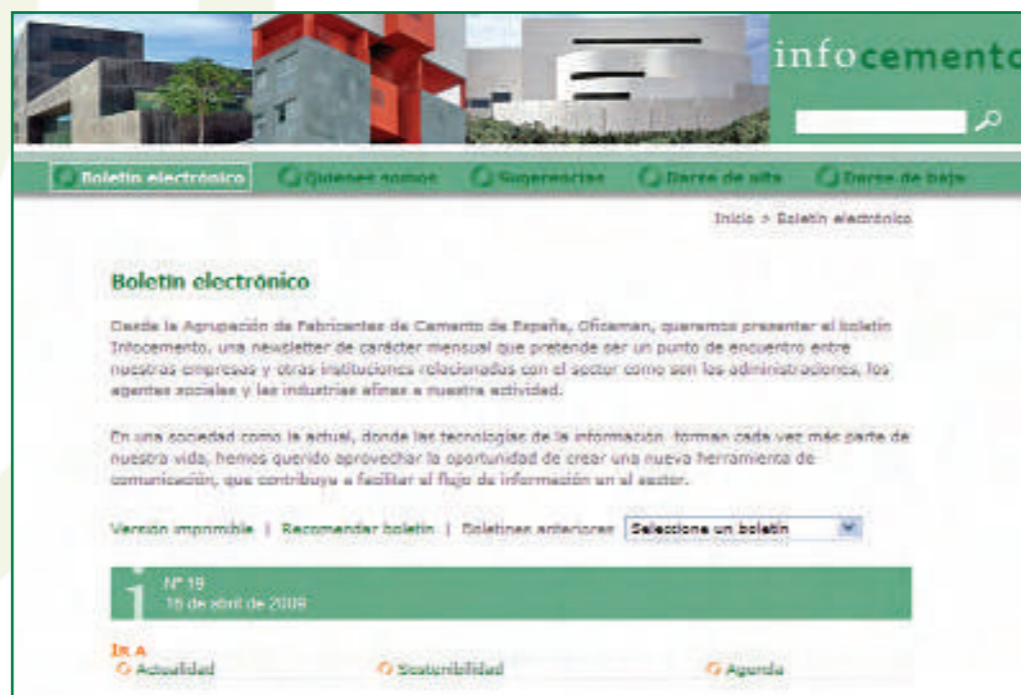 infocemento
Boletín electrónico Quienes somos Sugerencias Darse de alta Darse de baja
Inicio > Boletín electrónico
Boletín electrónico
Desde la Agrupación de Fabricantes de Cemento de España, Oficemen, queremos presentar el boletín
Infocemento, una newsletter de carácter mensual que pretende ser un punto de encuentro entre
nuestras empresas y otras instituciones relacionadas con el sector como son las administraciones, los
agentes sociales y las industrias afines a nuestra actividad.
En una sociedad como la actual, donde las tecnologías de la información forman cada vez más parte de
nuestra vida, hemos querido aprovechar la oportunidad de crear una nueva herramienta de
comunicación, que contribuya a facilitar el flujo de información en el sector.
Versión imprimible | Recomendar boletín | Boletines anteriores Seleccione un boletín
i Nº 19
16 de abril de 2009
IR A
Actualidad Sostenibilidad Agenda